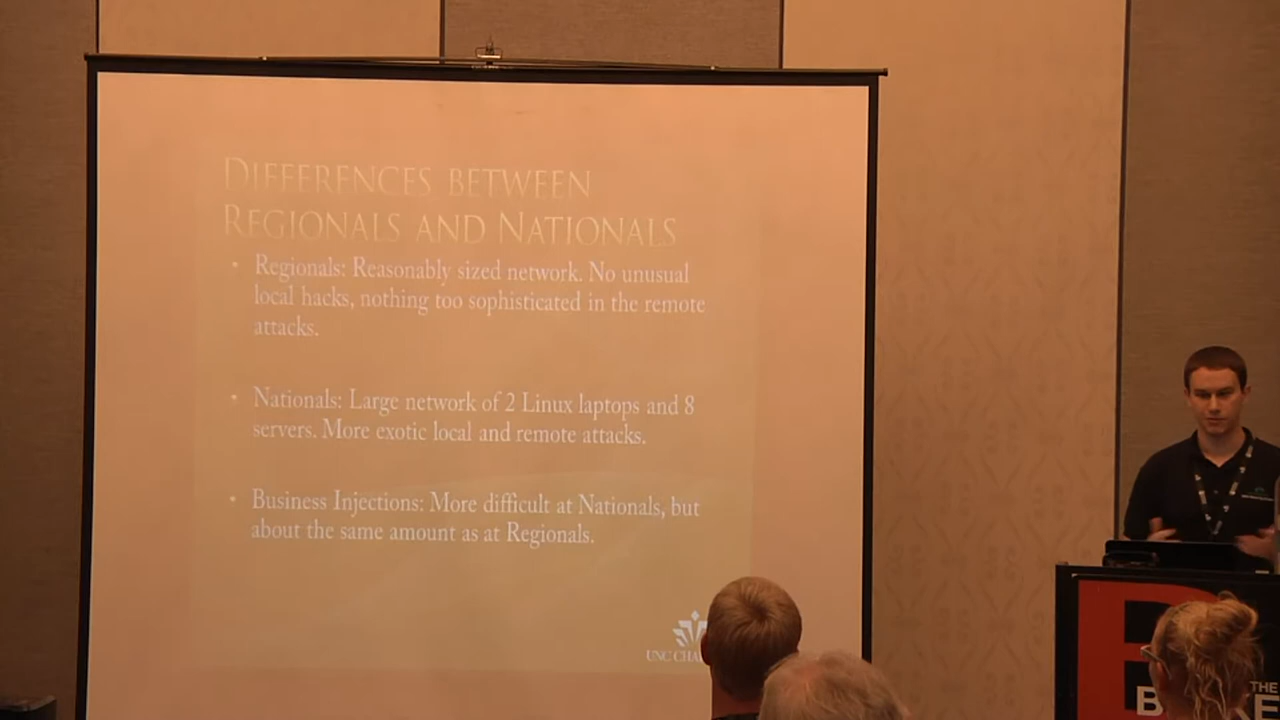 DIFFERENCES BETWEEN
REGIONALS AND NATIONALS
• Regionals: Reasonably sized network. No unusual
local hacks, nothing too sophisticated in the remote
attacks.
• Nationals: Large network of 2 Linux laptops and 8
servers. More exotic local and remote attacks.
• Business Injections: More difficult at Nationals, but
about the same amount as at Regionals.
UNC
THE